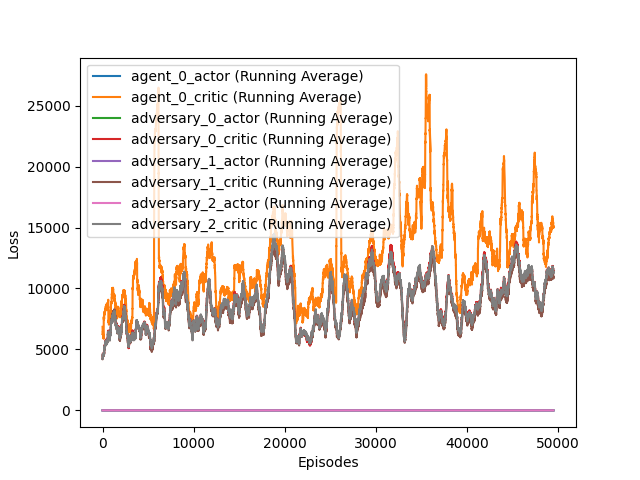 agent_0_actor (Running Average)
agent_0_critic (Running Average)
adversary_0_actor (Running Average)
adversary_0_critic (Running Average)
adversary_1_actor (Running Average)
adversary_1_critic (Running Average)
adversary_2_actor (Running Average)
adversary_2_critic (Running Average)
25000
20000
15000
10000
5000
0
Loss
0 10000 20000 30000 40000 50000
Episodes